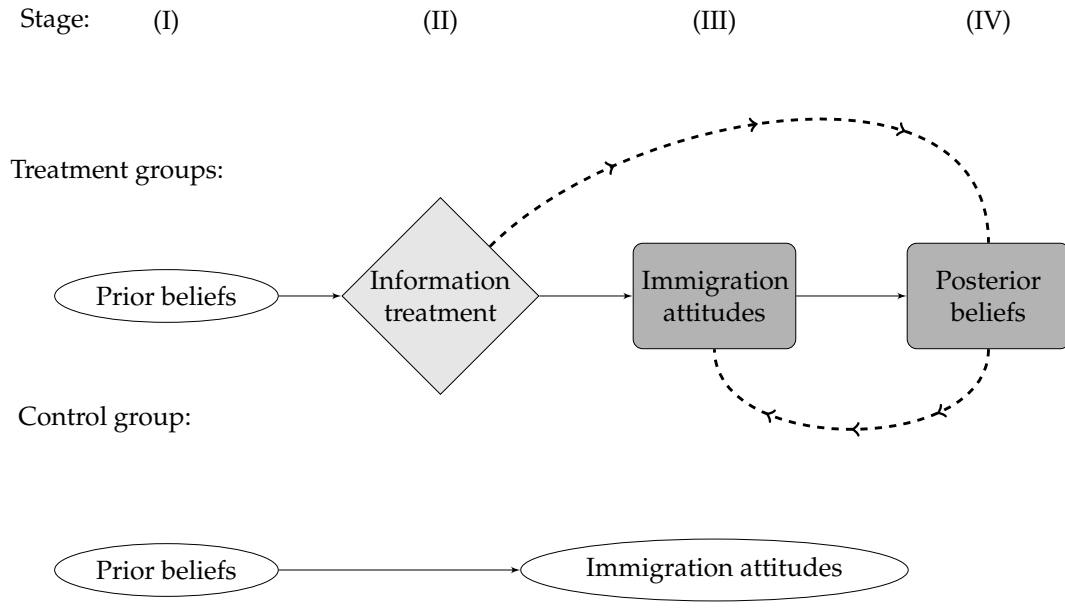 Stage: (I) (II) (III) (IV)
Treatment groups:
Prior beliefs
Information
treatment
Immigration
attitudes
Posterior
beliefs
Control group:
Prior beliefs
Immigration attitudes